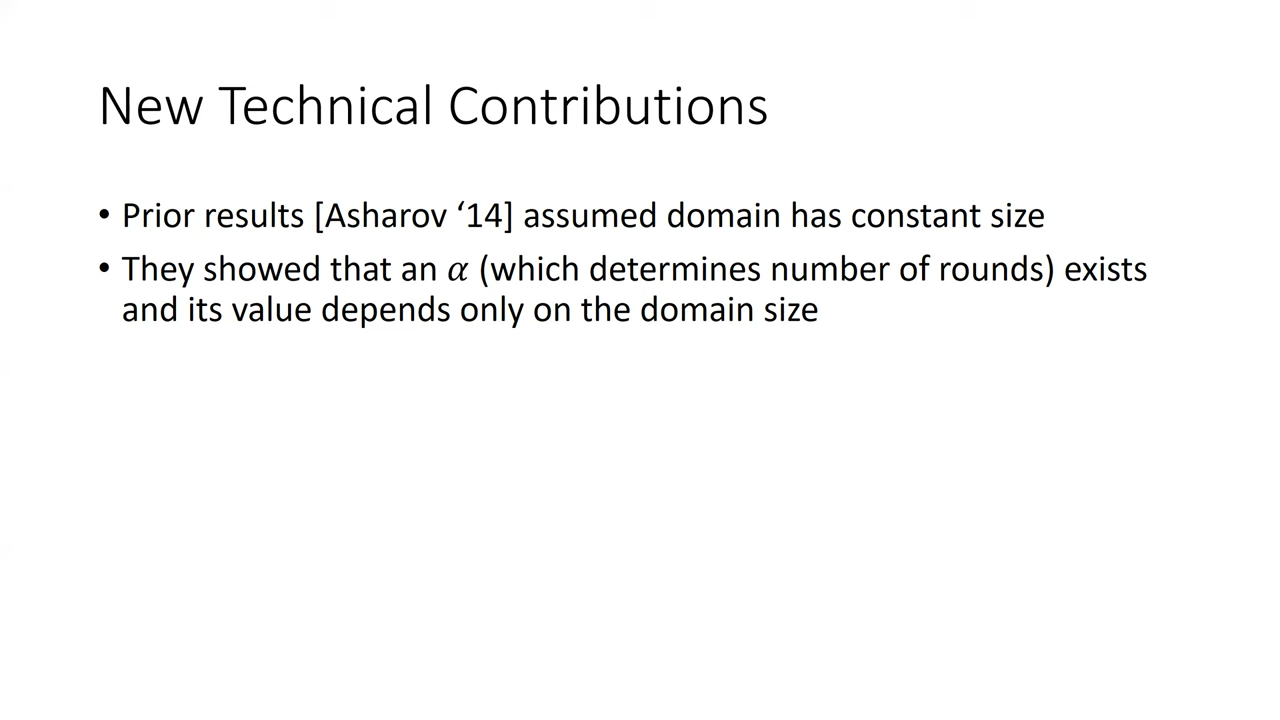 New Technical Contributions
• Prior results [Asharov ‘14] assumed domain has constant size
• They showed that an 𝛼 (which determines number of rounds) exists
and its value depends only on the domain size